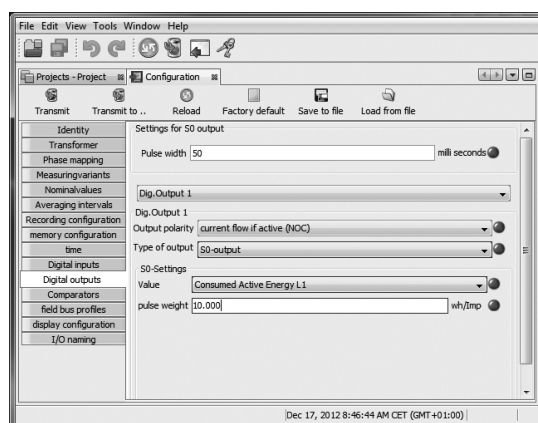 File Edit View Tools Window Help
Projects - Project Configuration
Transmit Transmit to .. Reload Factory default Save to file Load from file
Identity
Transformer
Phase mapping
Measuringvariants
Nominalvalues
Averaging intervals
Recording configuration
memory configuration
time
Digital inputs
Digital outputs
Comparators
field bus profiles
display configuration
I/O naming
Settings for S0 output
Pulse width 50 milli seconds
Dig.Output 1
Dig.Output 1
Output polarity current flow if active (NOC)
Type of output S0-output
S0-Settings
Value Consumed Active Energy L1
pulse weight 10.000 wh/Imp
Dec 17, 2012 8:46:44 AM CET (GMT+01:00)